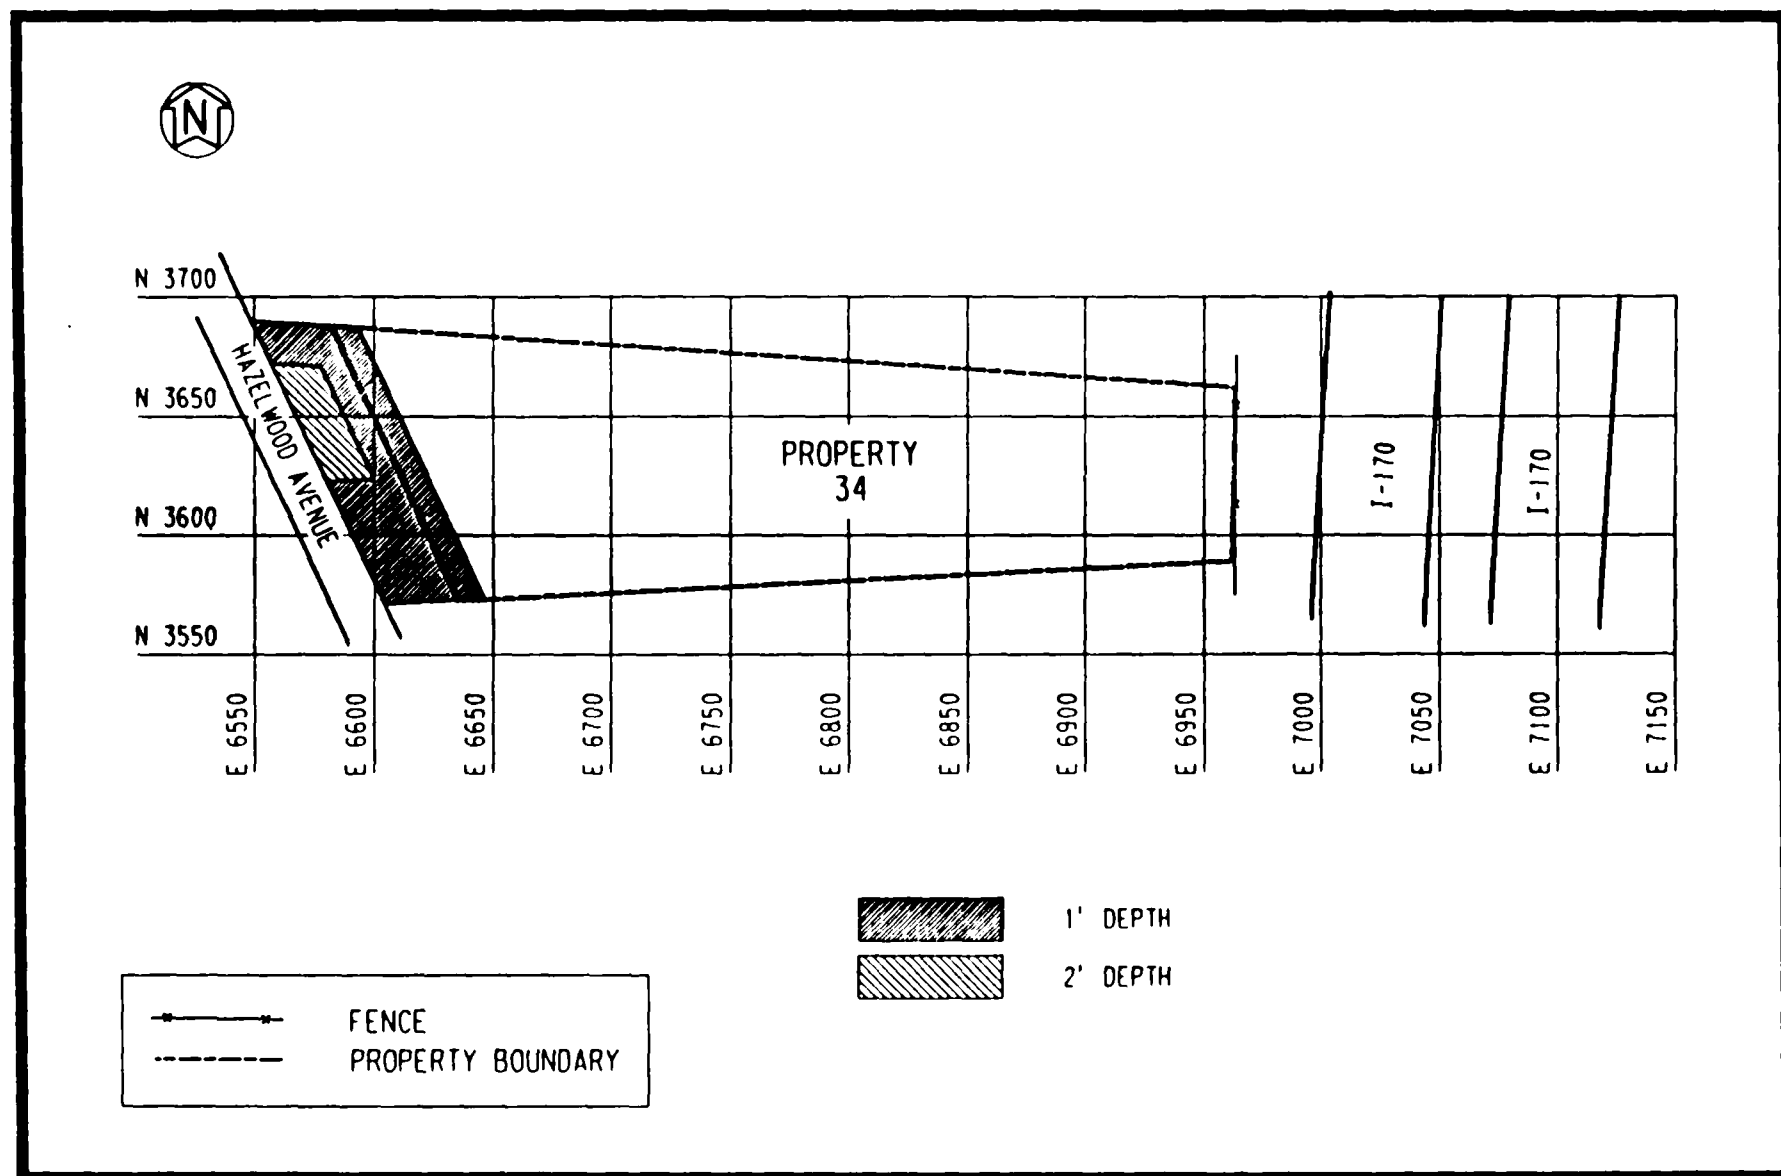 N
N 3700
HAZELWOOD AVENUE
N 3650
PROPERTY
34
I-170
I-170
N 3600
N 3550
E 6550
E 6600
E 6650
E 6700
E 6750
E 6800
E 6850
E 6900
E 6950
E 7000
E 7050
E 7100
E 7150
1' DEPTH
2' DEPTH
FENCE
PROPERTY BOUNDARY